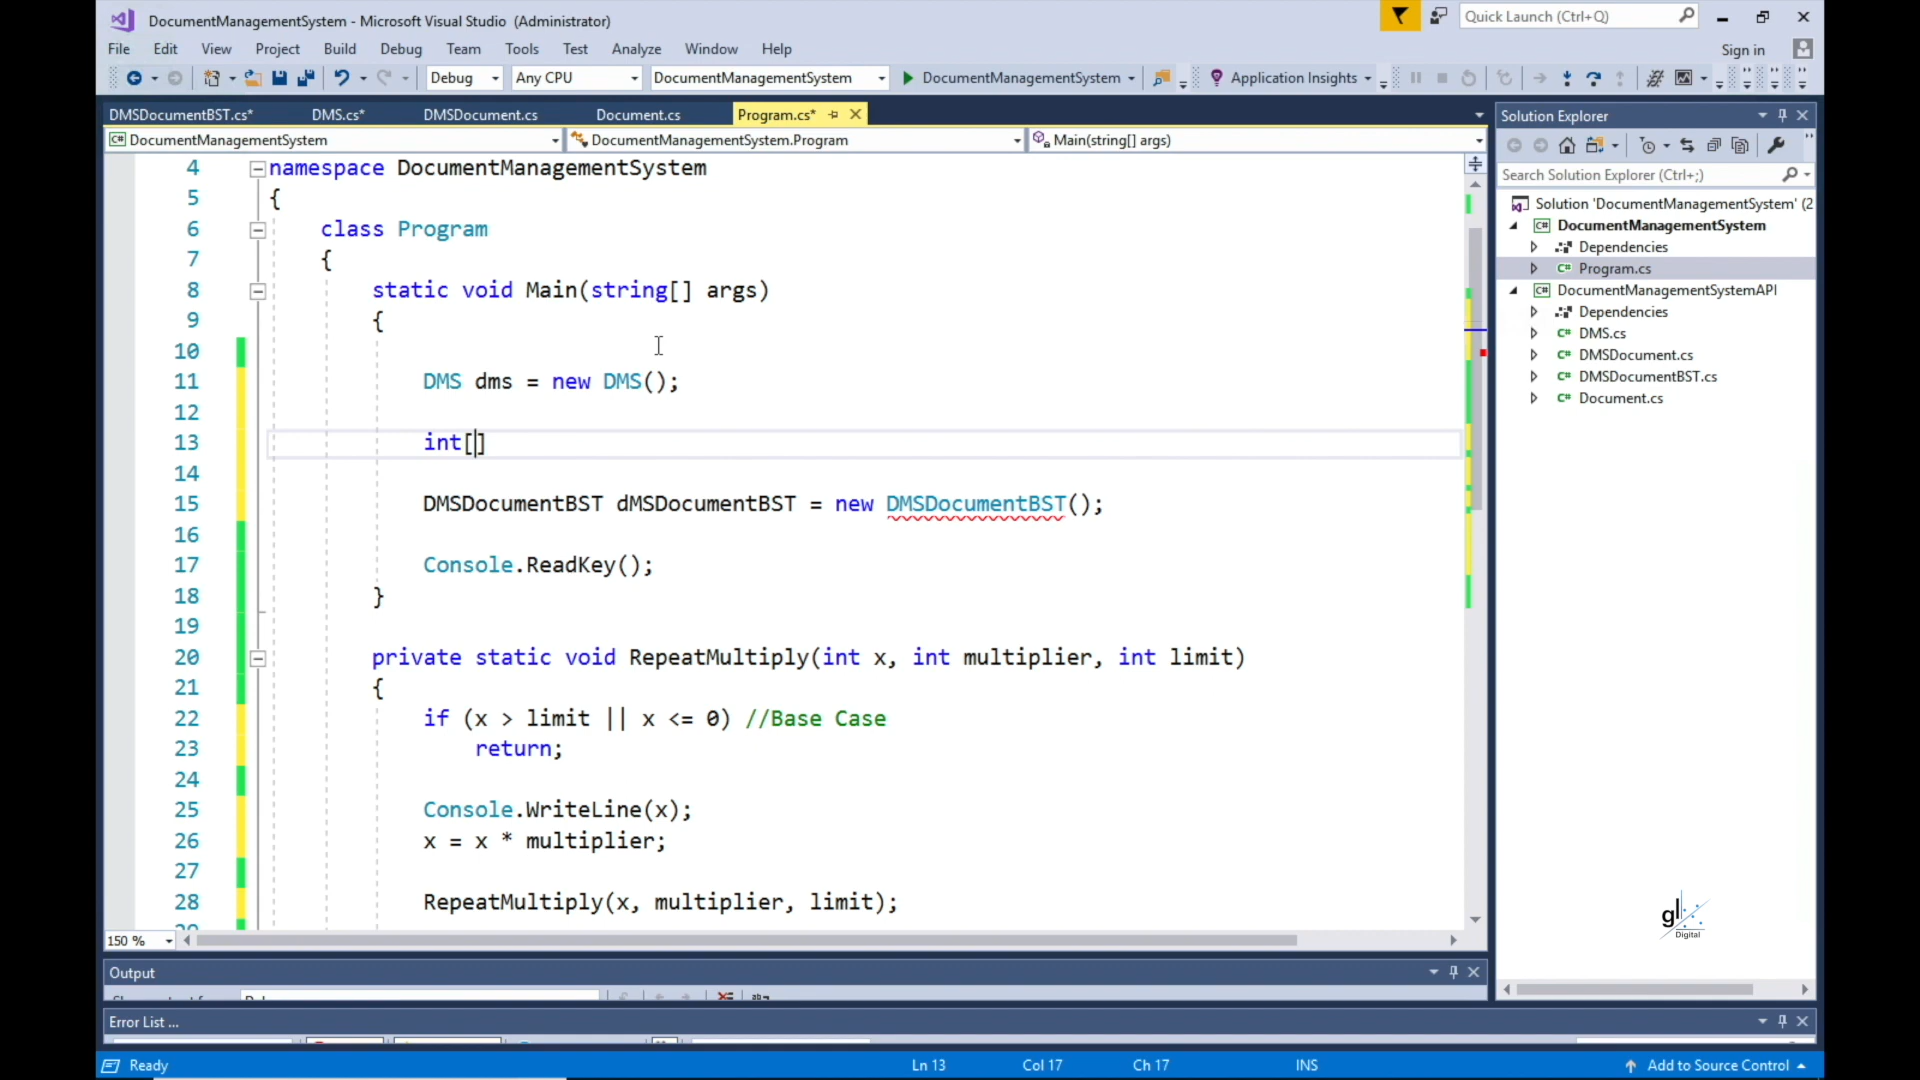 DocumentManagementSystem - Microsoft Visual Studio (Administrator)
Quick Launch (Ctrl+Q)
File Edit View Project Build Debug Team Tools Test Analyze Window Help
Sign in
Debug Any CPU DocumentManagementSystem DocumentManagementSystem Application Insights
DMSDocumentBST.cs* DMS.cs* DMSDocument.cs Document.cs Program.cs*
DocumentManagementSystem DocumentManagementSystem.Program Main(string[] args)
4 namespace DocumentManagementSystem
5 {
6 class Program
7 {
8 static void Main(string[] args)
9 {
10
11 DMS dms = new DMS();
12
13 int[]
14
15 DMSDocumentBST dMSDocumentBST = new DMSDocumentBST();
16
17 Console.ReadKey();
18 }
19
20 private static void RepeatMultiply(int x, int multiplier, int limit)
21 {
22 if (x > limit || x <= 0) //Base Case
23 return;
24
25 Console.WriteLine(x);
26 x = x * multiplier;
27
28 RepeatMultiply(x, multiplier, limit);
150 %
Solution Explorer
Search Solution Explorer (Ctrl+;)
Solution 'DocumentManagementSystem' (2
C# DocumentManagementSystem
Dependencies
C# Program.cs
C# DocumentManagementSystemAPI
Dependencies
C# DMS.cs
C# DMSDocument.cs
C# DMSDocumentBST.cs
C# Document.cs
gl
Digital
Output
Error List ...
Ready Ln 13 Col 17 Ch 17 INS Add to Source Control